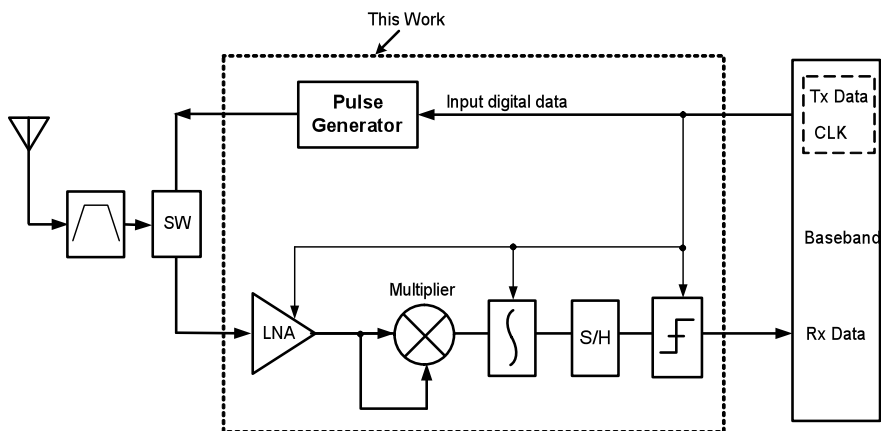 This Work
Pulse
Generator
Input digital data
Tx Data
CLK
SW
Baseband
Multiplier
LNA
S/H
Rx Data